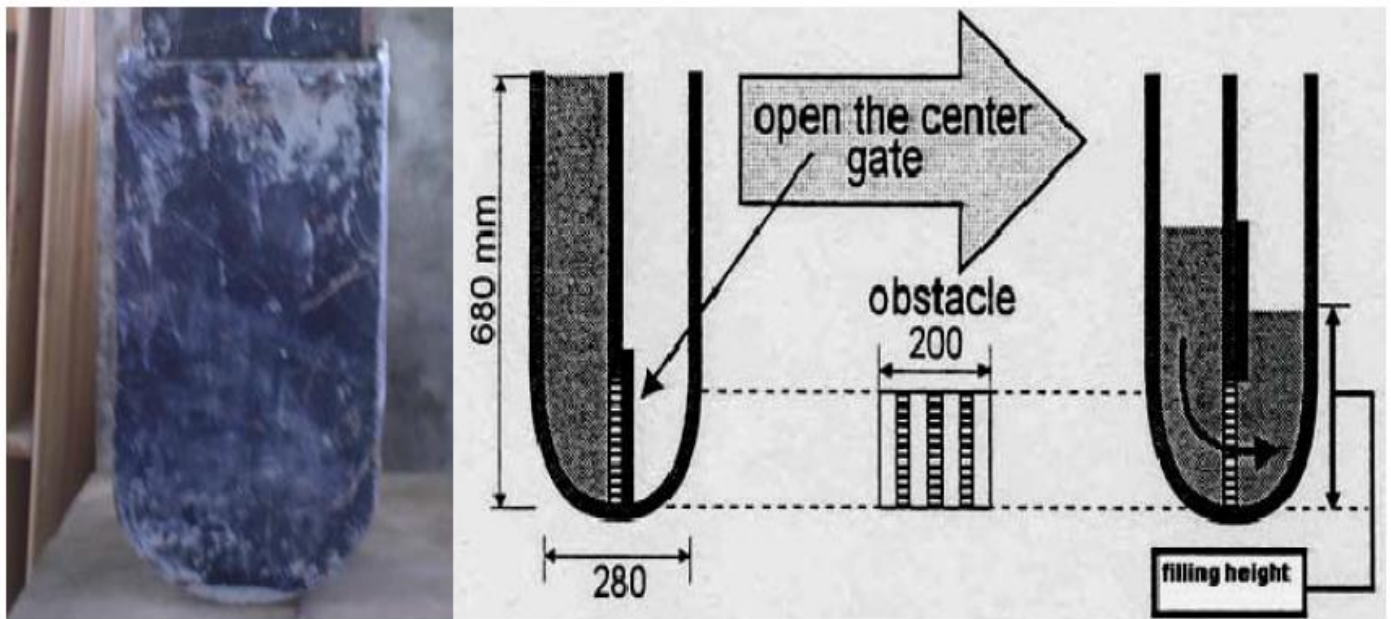 680 mm
280
open the center
gate
obstacle
200
filling height